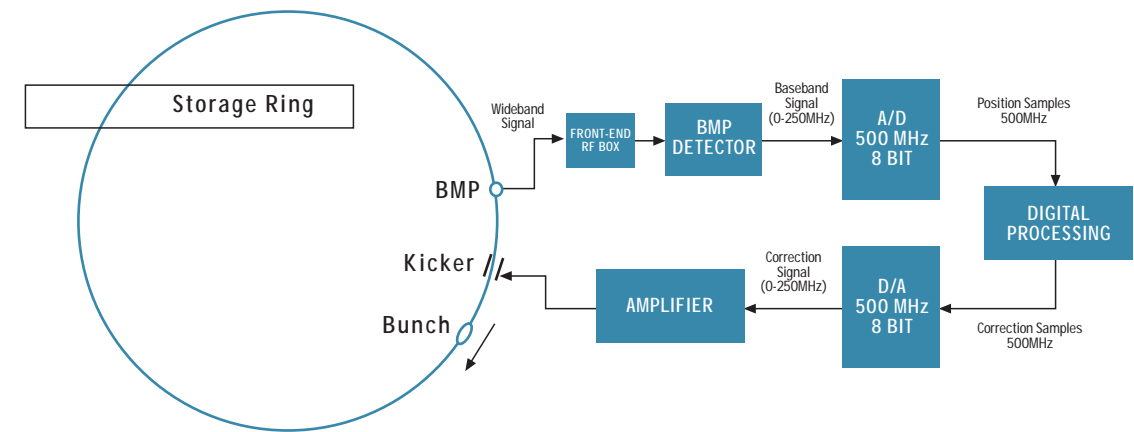 Storage Ring
BMP
Kicker
Bunch
Wideband
Signal
FRONT-END
RF BOX
BMP
DETECTOR
Baseband
Signal
(0-250MHz)
A/D
500 MHz
8 BIT
Position Samples
500MHz
DIGITAL
PROCESSING
Correction Samples
500MHz
D/A
500 MHz
8 BIT
Correction
Signal
(0-250MHz)
AMPLIFIER